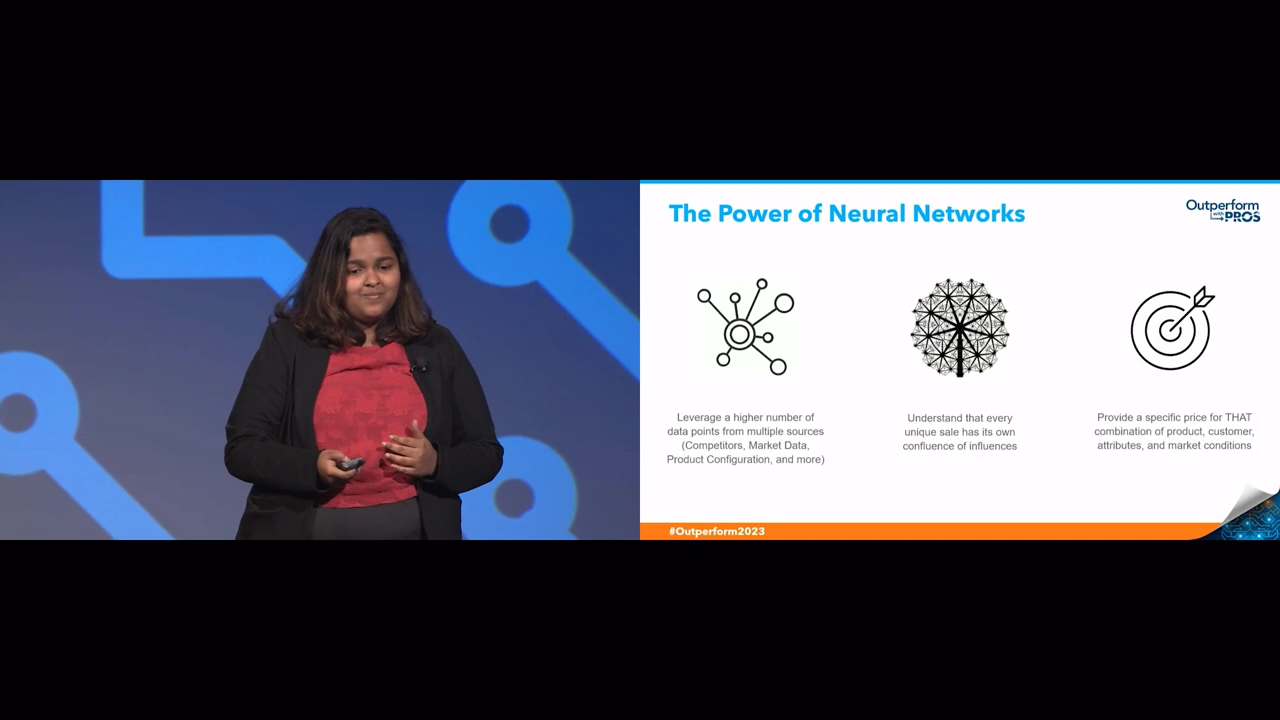 The Power of Neural Networks
Outperform
with PROS
Leverage a higher number of
data points from multiple sources
(Competitors, Market Data,
Product Configuration, and more)
Understand that every
unique sale has its own
confluence of influences
Provide a specific price for THAT
combination of product, customer,
attributes, and market conditions
#Outperform2023